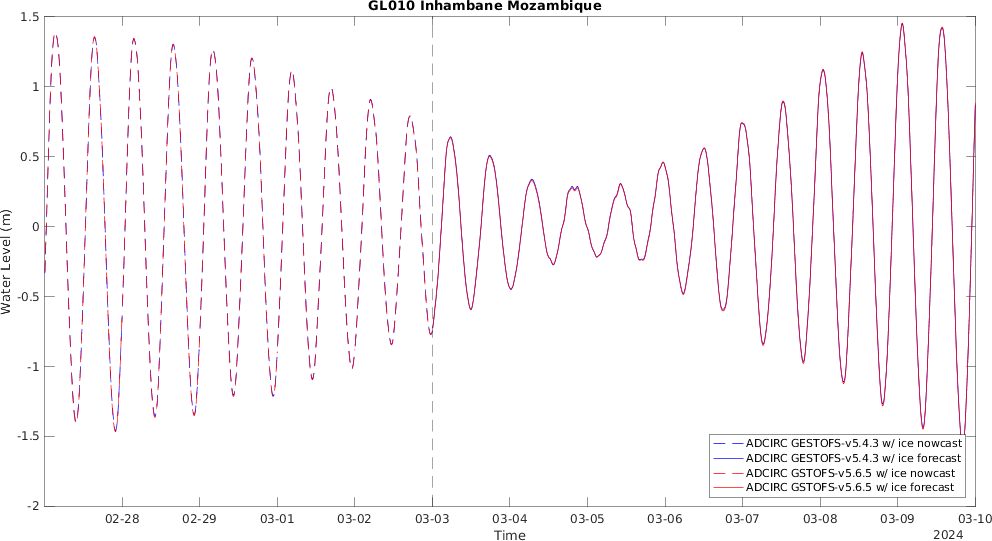 GL010 Inhambane Mozambique
Water Level (m)
1.5
1
0.5
0
-0.5
-1
-1.5
-2
ADCIRC GESTOFS-v5.4.3 w/ ice nowcast
ADCIRC GESTOFS-v5.4.3 w/ ice forecast
ADCIRC GSTOFS-v5.6.5 w/ ice nowcast
ADCIRC GSTOFS-v5.6.5 w/ ice forecast
02-28 02-29 03-01 03-02 03-03 03-04 03-05 03-06 03-07 03-08 03-09 03-10
Time
2024